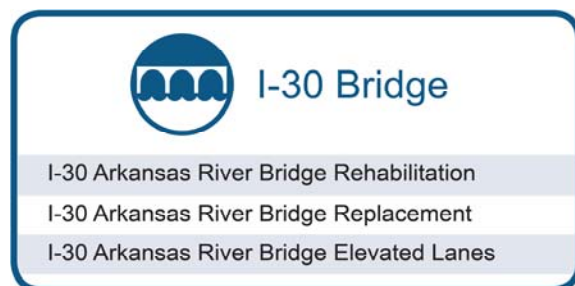 I-30 Bridge
I-30 Arkansas River Bridge Rehabilitation
I-30 Arkansas River Bridge Replacement
I-30 Arkansas River Bridge Elevated Lanes